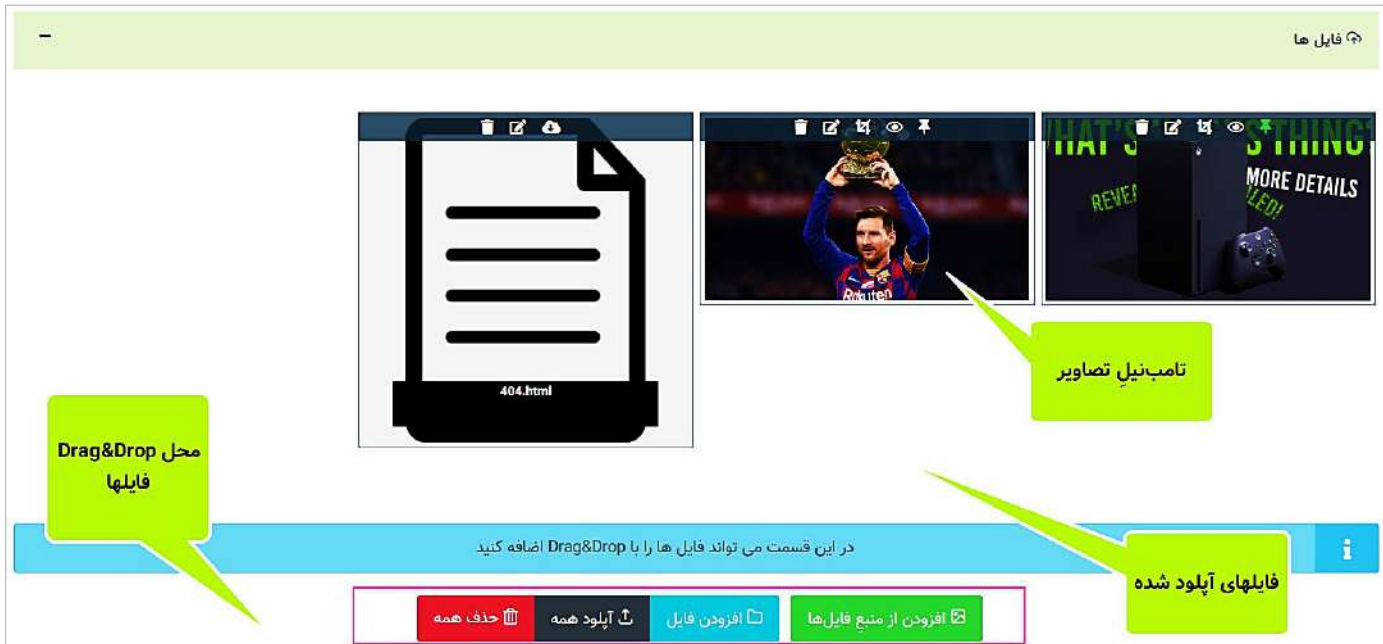 فایل ها
WHAT'S
S THING?
MORE DETAILS
404.html
تامب‌نیلِ تصاویر
محل Drag&Drop
فایلها
در این قسمت می تواند فایل ها را با Drag&Drop اضافه کنید
فایلهای آپلود شده
افزودن از منبع فایل‌ها
افزودن فایل
آپلود همه
حذف همه
Rakuten